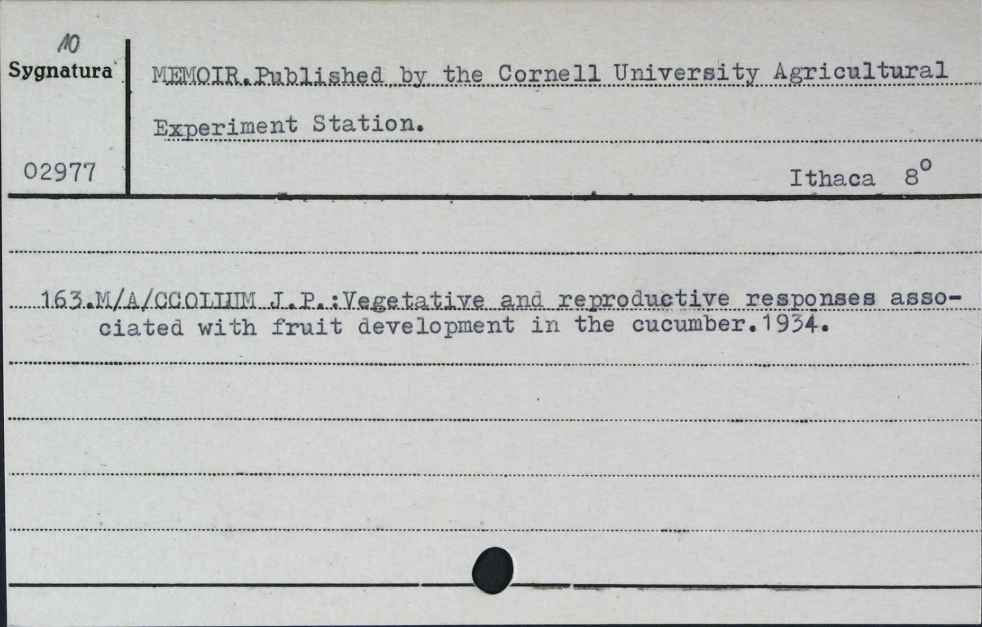 10
Sygnatura
MEMOIR.Published by the Cornell University Agricultural
Experiment Station.
02977
Ithaca 8°
163.M/A/CCOLLUM J.P.:Vegetative and reproductive responses asso-
ciated with fruit development in the cucumber.1934.